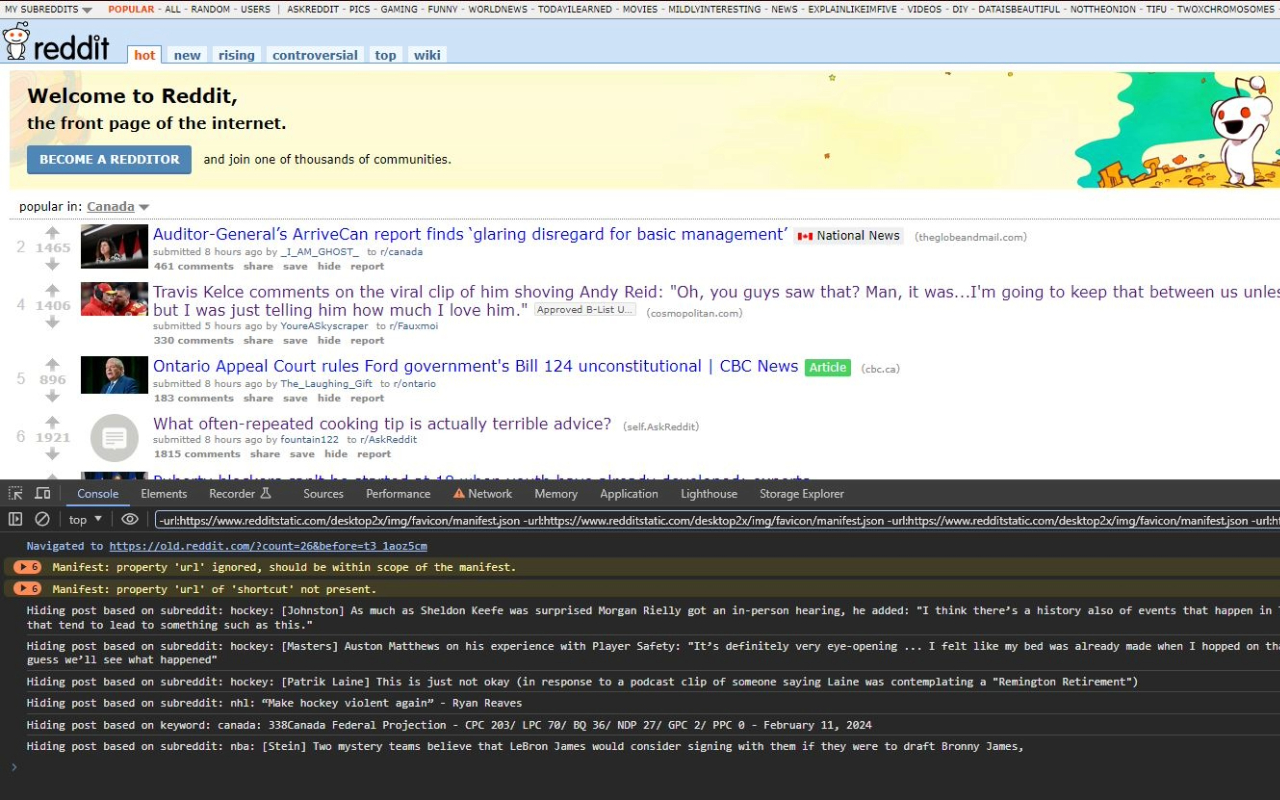 MY SUBREDDITS POPULAR - ALL - RANDOM - USERS | ASKREDDIT - PICS - GAMING - FUNNY - WORLDNEWS - TODAYILEARNED - MOVIES - MILDLYINTERESTING - NEWS - EXPLAINLIKEIMFIVE - VIDEOS - DIY - DATAISBEAUTIFUL - NOTTHEONION - TIFU - TWOXCHROMOSOMES
reddit hot new rising controversial top wiki
Welcome to Reddit,
the front page of the internet.
BECOME A REDDITOR and join one of thousands of communities.
popular in: Canada
2 1465 Auditor-General’s ArriveCan report finds ‘glaring disregard for basic management’ National News (theglobeandmail.com)
submitted 8 hours ago by _I_AM_GHOST_ to r/canada
461 comments share save hide report
4 1406 Travis Kelce comments on the viral clip of him shoving Andy Reid: "Oh, you guys saw that? Man, it was...I'm going to keep that between us unles
but I was just telling him how much I love him." Approved B-List U... (cosmopolitan.com)
submitted 5 hours ago by YoureASkyscraper to r/Fauxmoi
330 comments share save hide report
5 896 Ontario Appeal Court rules Ford government's Bill 124 unconstitutional | CBC News Article (cbc.ca)
submitted 8 hours ago by The_Laughing_Gift to r/ontario
183 comments share save hide report
6 1921 What often-repeated cooking tip is actually terrible advice? (self.AskReddit)
submitted 8 hours ago by fountain122 to r/AskReddit
1815 comments share save hide report
Console Elements Recorder Sources Performance Network Memory Application Lighthouse Storage Explorer
top -url:https://www.redditstatic.com/desktop2x/img/favicon/manifest.json -url:https://www.redditstatic.com/desktop2x/img/favicon/manifest.json -url:https://www.redditstatic.com/desktop2x/img/favicon/manifest.json -url:ht
Navigated to https://old.reddit.com/?count=26&before=t3_1aoz5cm
6 Manifest: property 'url' ignored, should be within scope of the manifest.
6 Manifest: property 'url' of 'shortcut' not present.
Hiding post based on subreddit: hockey: [Johnston] As much as Sheldon Keefe was surprised Morgan Rielly got an in-person hearing, he added: "I think there’s a history also of events that happen in
that tend to lead to something such as this."
Hiding post based on subreddit: hockey: [Masters] Auston Matthews on his experience with Player Safety: "It’s definitely very eye-opening ... I felt like my bed was already made when I hopped on tha
guess we’ll see what happened"
Hiding post based on subreddit: hockey: [Patrik Laine] This is just not okay (in response to a podcast clip of someone saying Laine was contemplating a "Remington Retirement")
Hiding post based on subreddit: nhl: “Make hockey violent again” - Ryan Reaves
Hiding post based on keyword: canada: 338Canada Federal Projection - CPC 203/ LPC 70/ BQ 36/ NDP 27/ GPC 2/ PPC 0 - February 11, 2024
Hiding post based on subreddit: nba: [Stein] Two mystery teams believe that LeBron James would consider signing with them if they were to draft Bronny James,